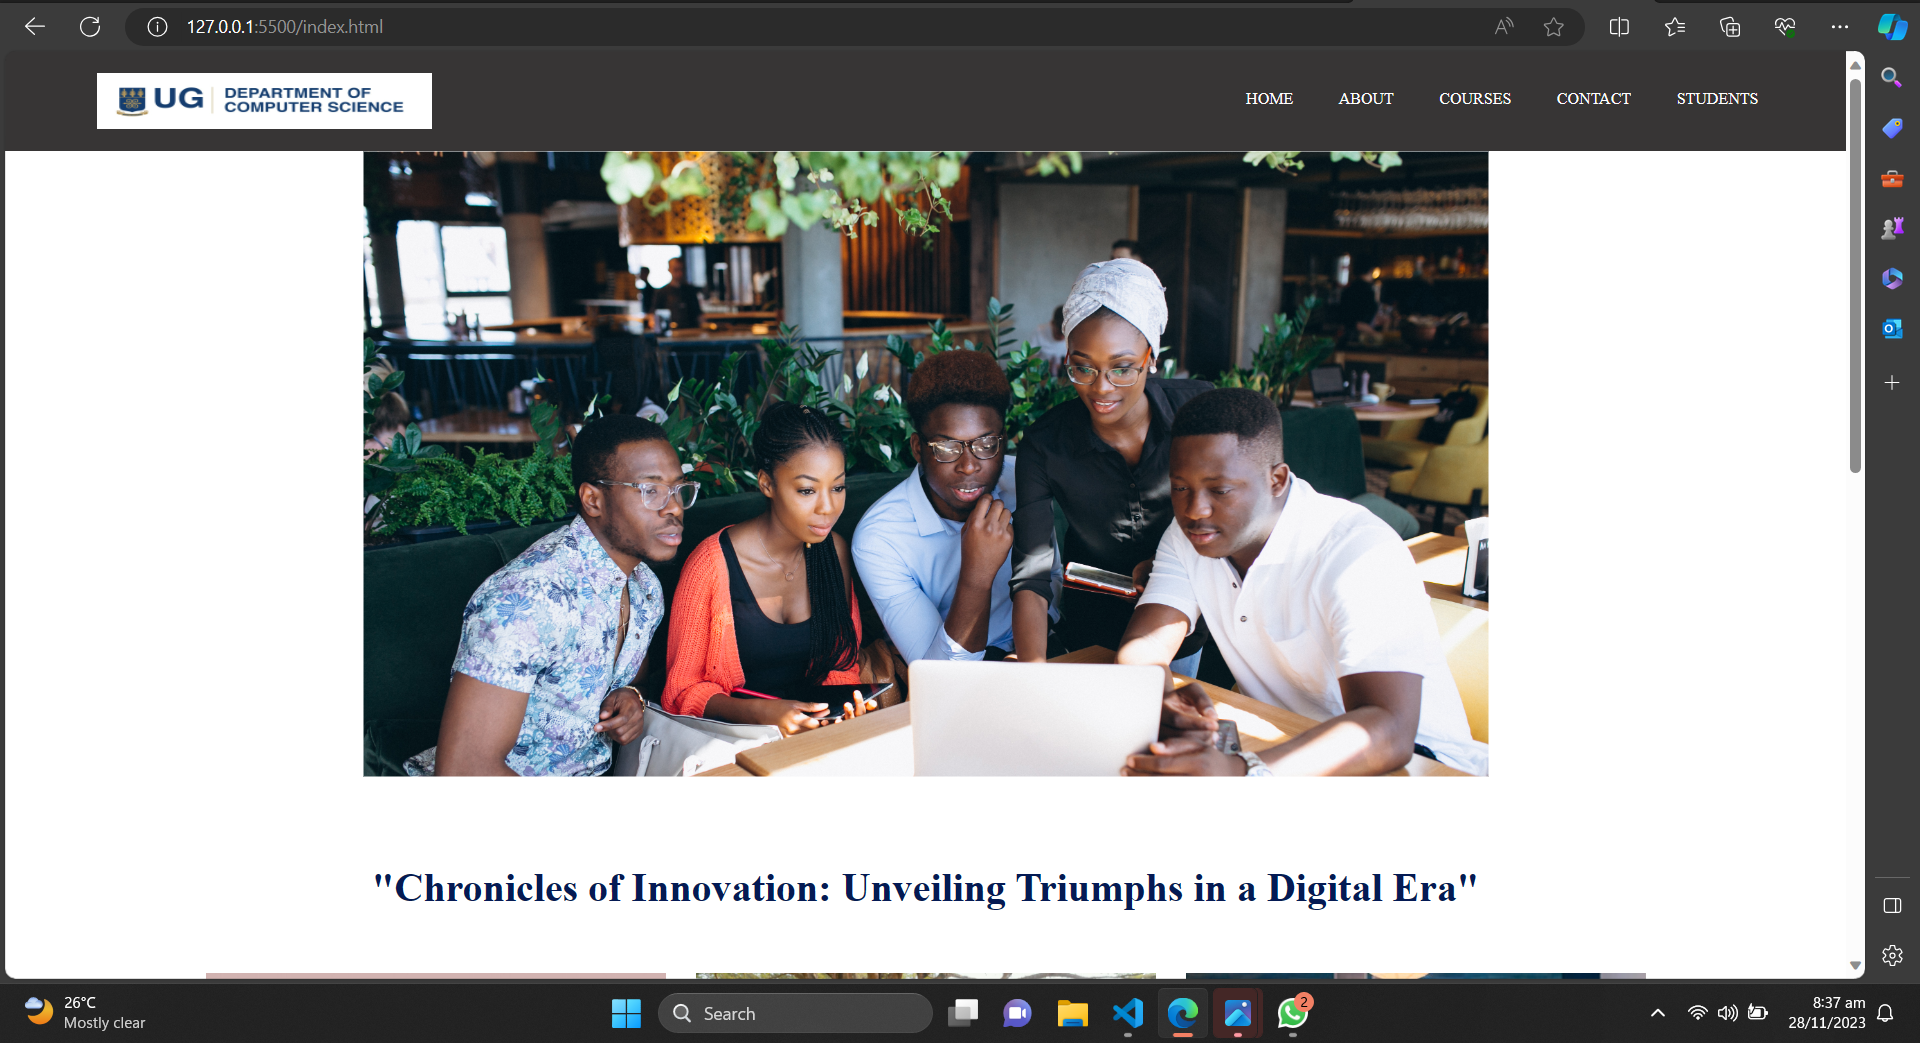 127.0.0.1:5500/index.html
UG DEPARTMENT OF
COMPUTER SCIENCE
HOME ABOUT COURSES CONTACT STUDENTS
"Chronicles of Innovation: Unveiling Triumphs in a Digital Era"
26°C
Mostly clear
Search
2
8:37 am
28/11/2023